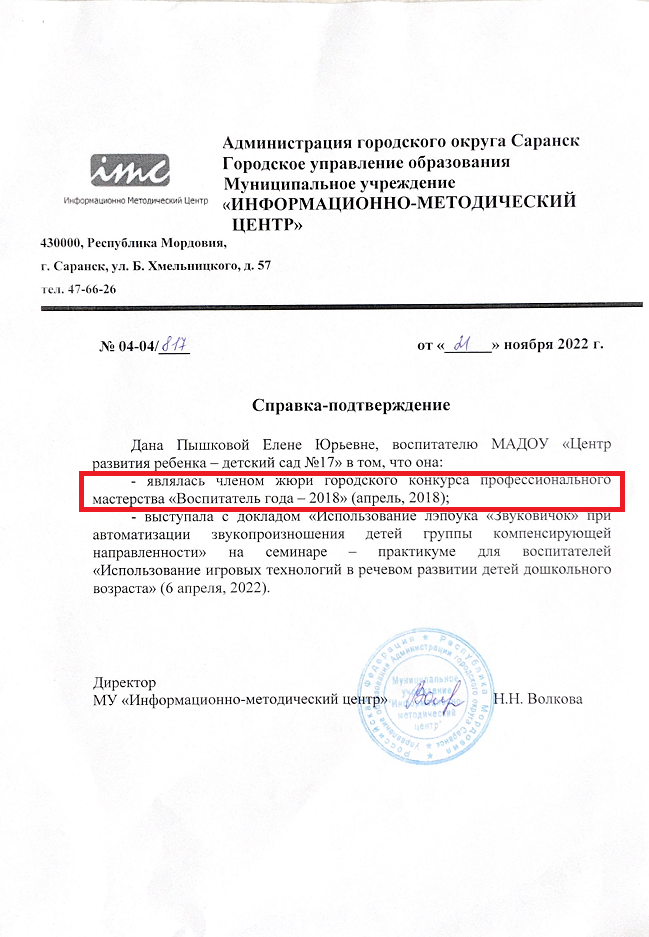 Администрация городского округа Саранск
Городское управление образования
Муниципальное учреждение
imc
«ИНФОРМАЦИОННО-МЕТОДИЧЕСКИЙ
Информационно Методический Центр
ЦЕНТР»
430000, Республика Мордовия,
г. Саранск, ул. Б. Хмельницкого, д. 57
тел. 47-66-26
№ 04-04/817 от «21» ноября 2022 г.
Справка-подтверждение
Дана Пышковой Елене Юрьевне, воспитателю МАДОУ «Центр
развития ребенка – детский сад №17» в том, что она:
- являлась членом жюри городского конкурса профессионального
мастерства «Воспитатель года – 2018» (апрель, 2018);
- выступала с докладом «Использование лэпбука «Звуковичок» при
автоматизации звукопроизношения детей группы компенсирующей
направленности» на семинаре – практикуме для воспитателей
«Использование игровых технологий в речевом развитии детей дошкольного
возраста» (6 апреля, 2022).
Директор
МУ «Информационно-методический центр» Н.Н. Волкова
Российская Федерация ★ Республика Мордовия ★
Управление образования Администрации городского округа Саранск
Муниципальное
учреждение
"Информационно-
методический
центр"